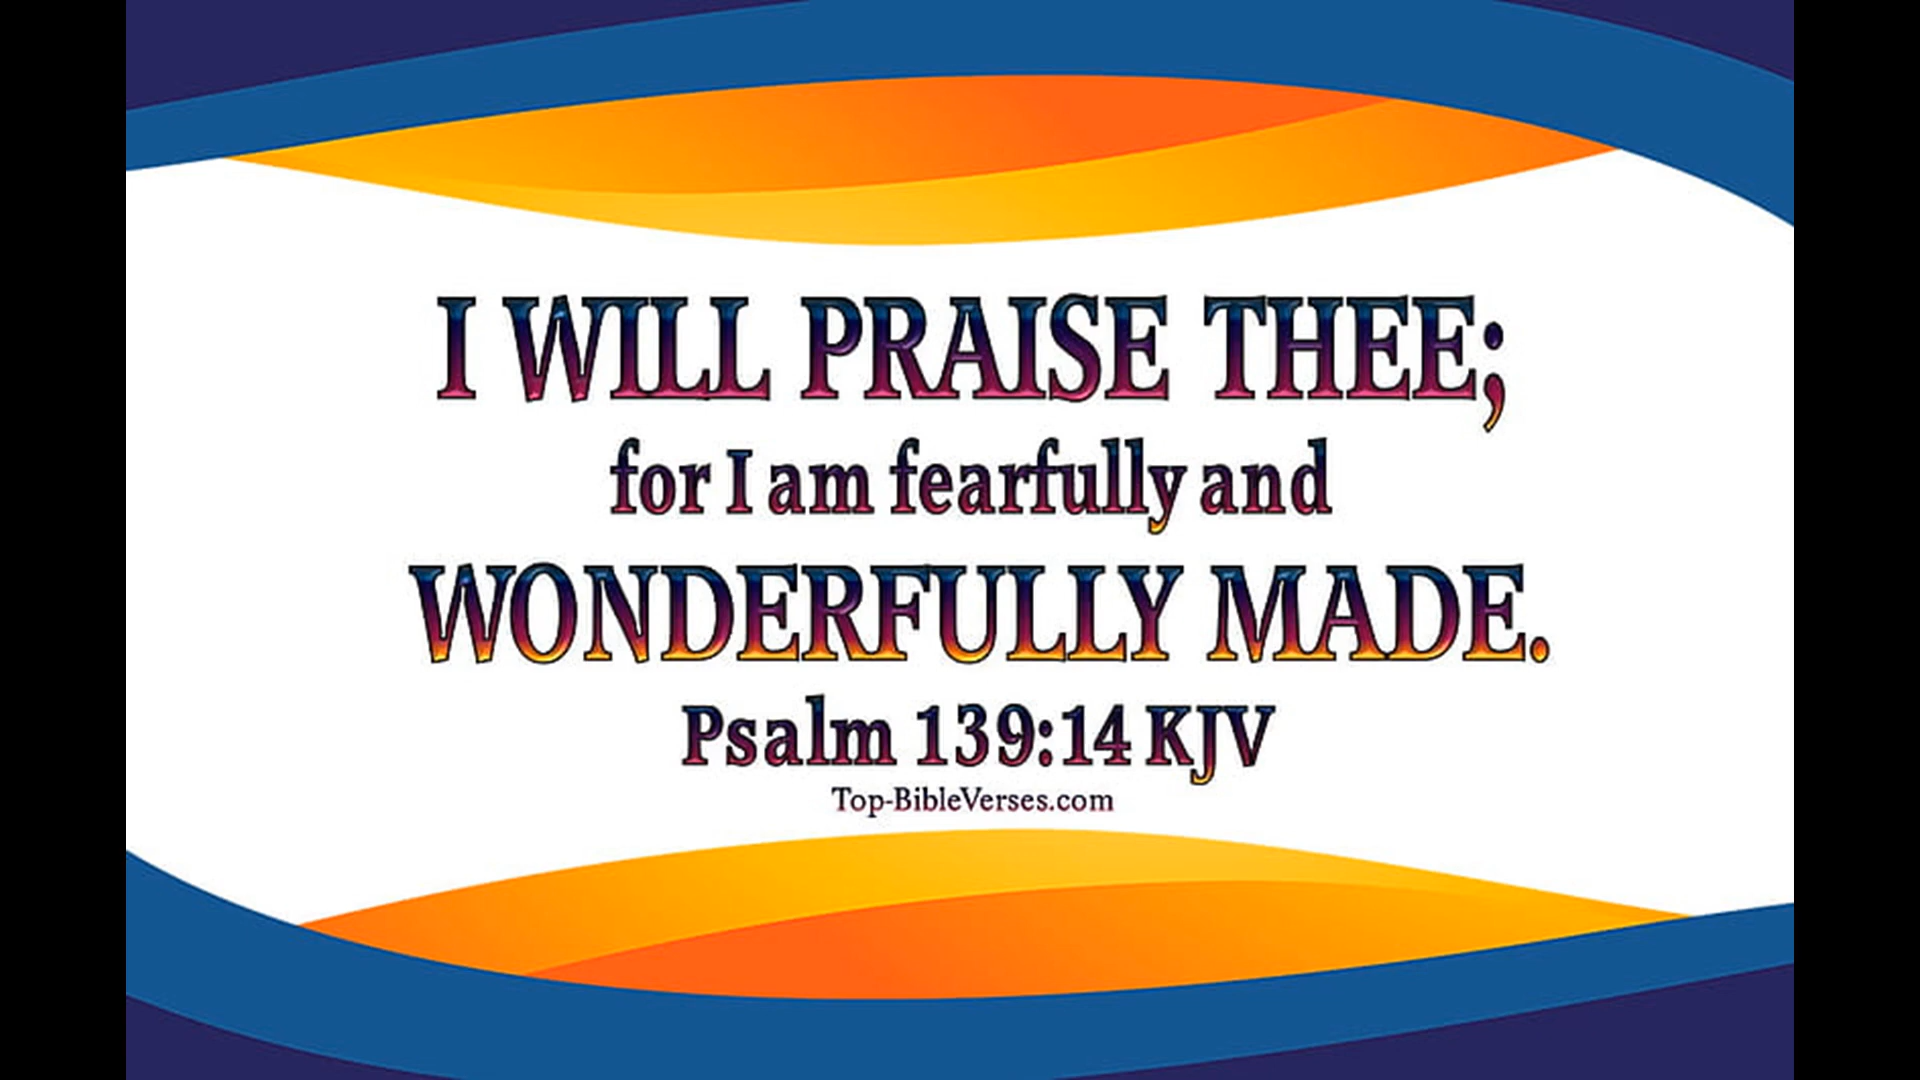 I WILL PRAISE THEE;
for I am fearfully and
WONDERFULLY MADE.
Psalm 139:14 KJV
Top-BibleVerses.com